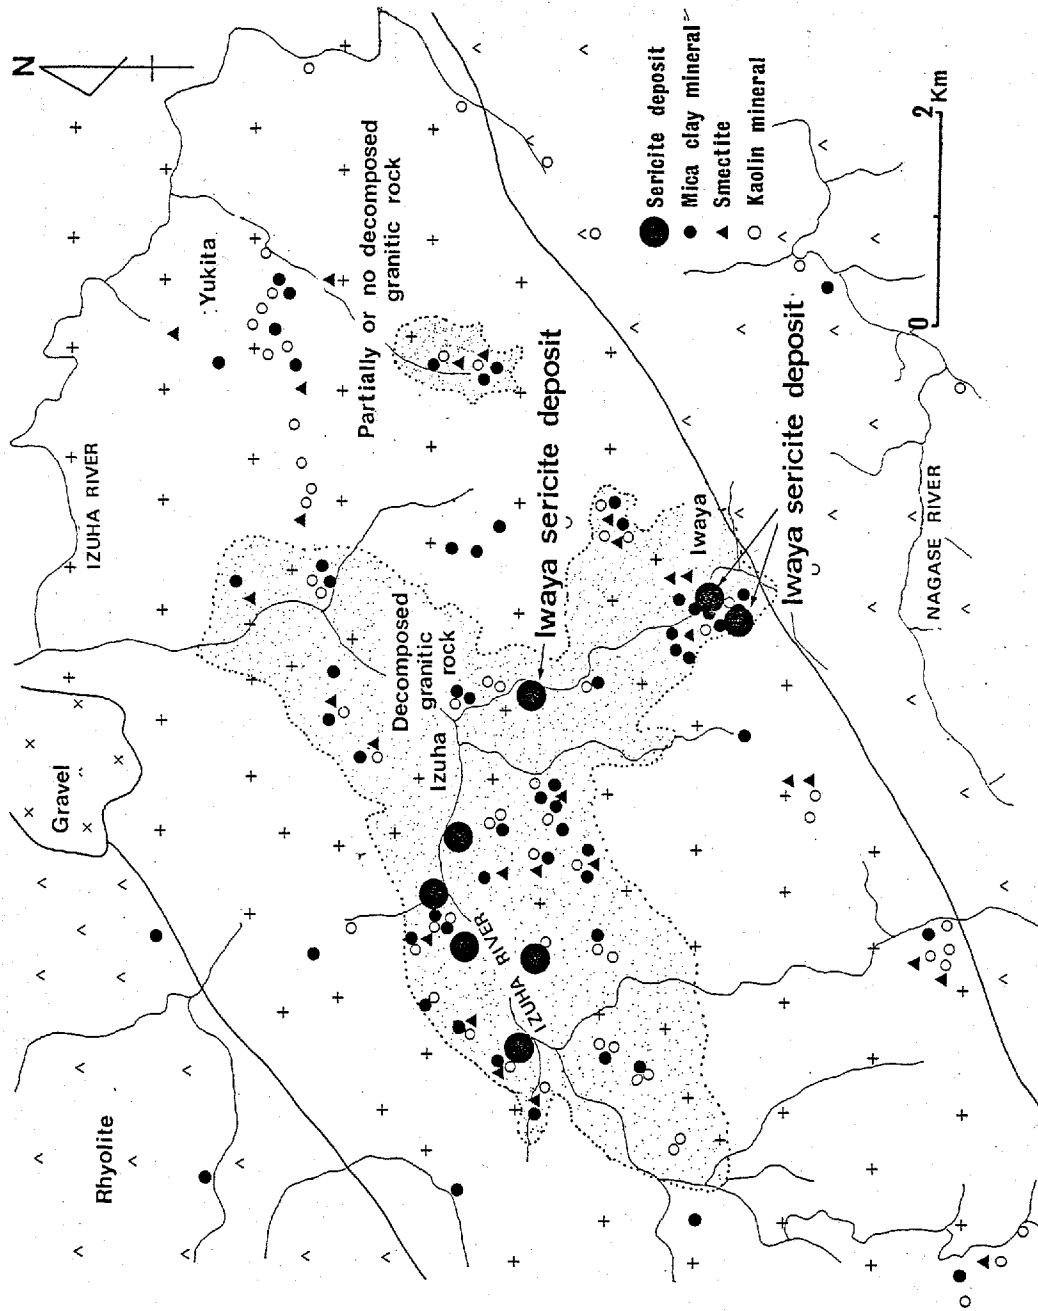 N
IZUHA RIVER
Yukita
Partially or no decomposed
granitic rock
Gravel
Rhyolite
Decomposed
granitic
rock
Izuha
Iwaya sericite deposit
IZUHA
RIVER
Iwaya
Iwaya sericite deposit
NAGASE RIVER
Sericite deposit
Mica clay mineral
Smectite
Kaolin mineral
0 2
Km